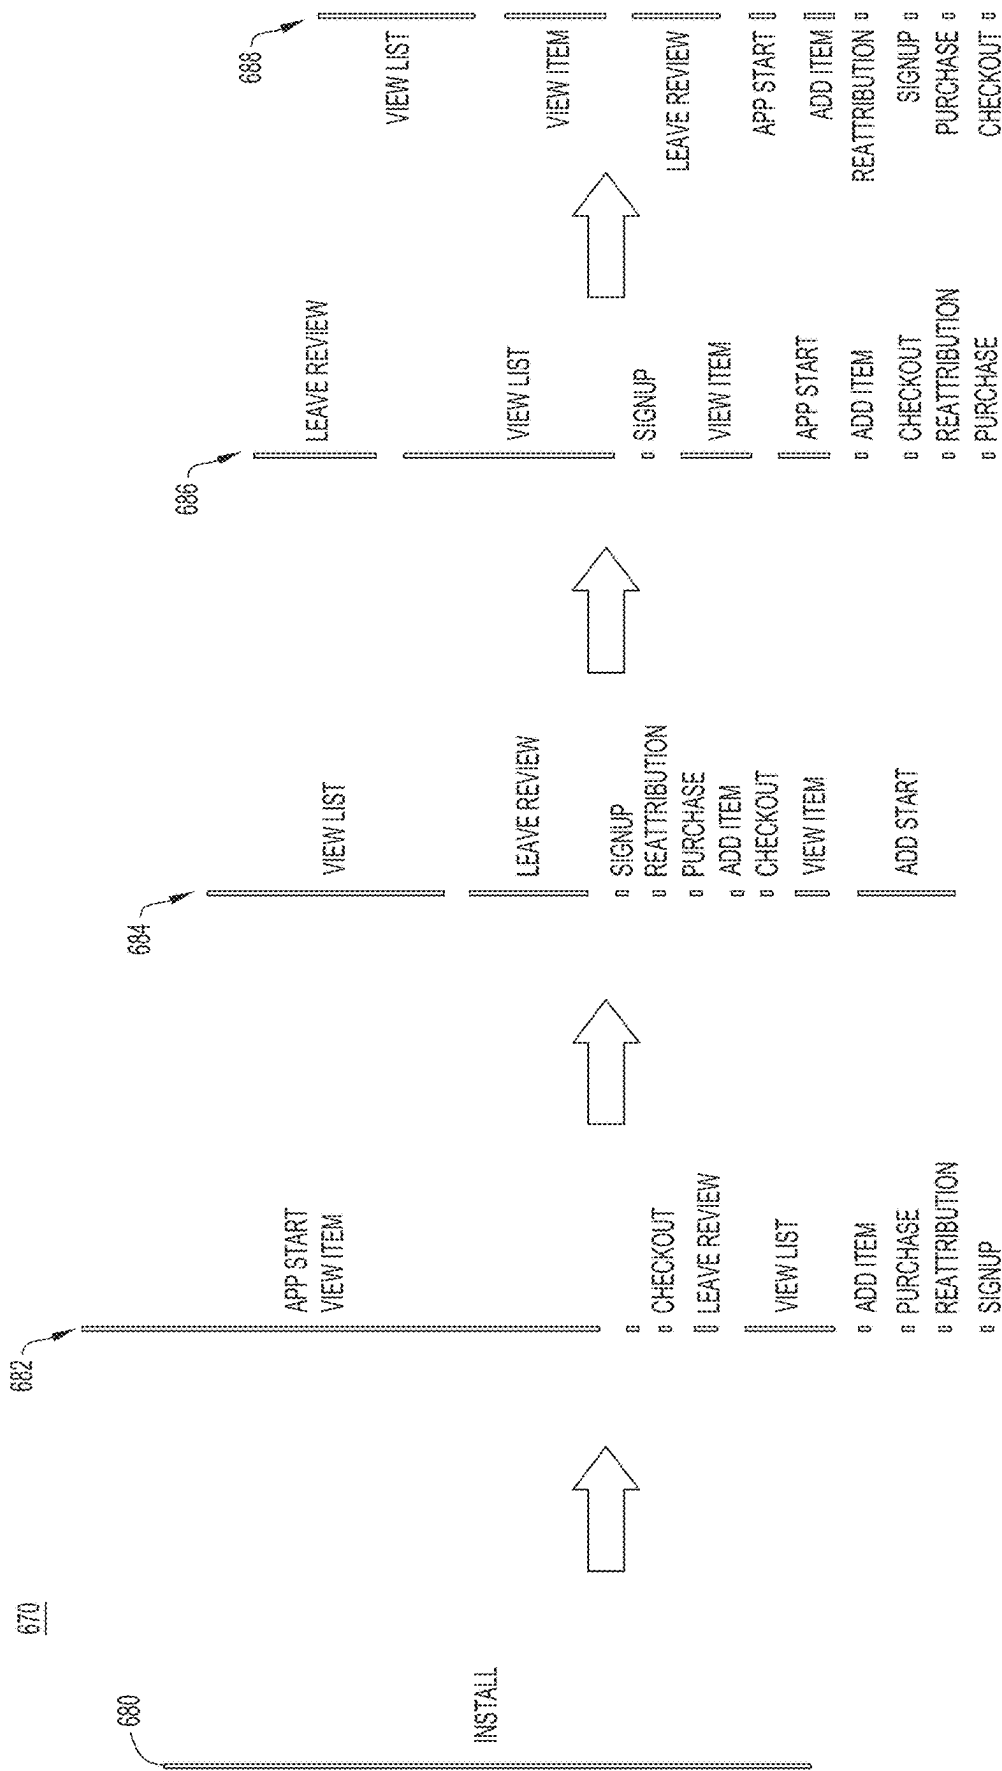 670
680
INSTALL
682
APP START
VIEW ITEM
CHECKOUT
LEAVE REVIEW
VIEW LIST
ADD ITEM
PURCHASE
REATTRIBUTION
SIGNUP
684
VIEW LIST
LEAVE REVIEW
SIGNUP
REATTRIBUTION
PURCHASE
ADD ITEM
CHECKOUT
VIEW ITEM
ADD START
686
LEAVE REVIEW
VIEW LIST
SIGNUP
VIEW ITEM
APP START
ADD ITEM
CHECKOUT
REATTRIBUTION
PURCHASE
688
VIEW LIST
VIEW ITEM
LEAVE REVIEW
APP START
ADD ITEM
REATTRIBUTION
SIGNUP
PURCHASE
CHECKOUT